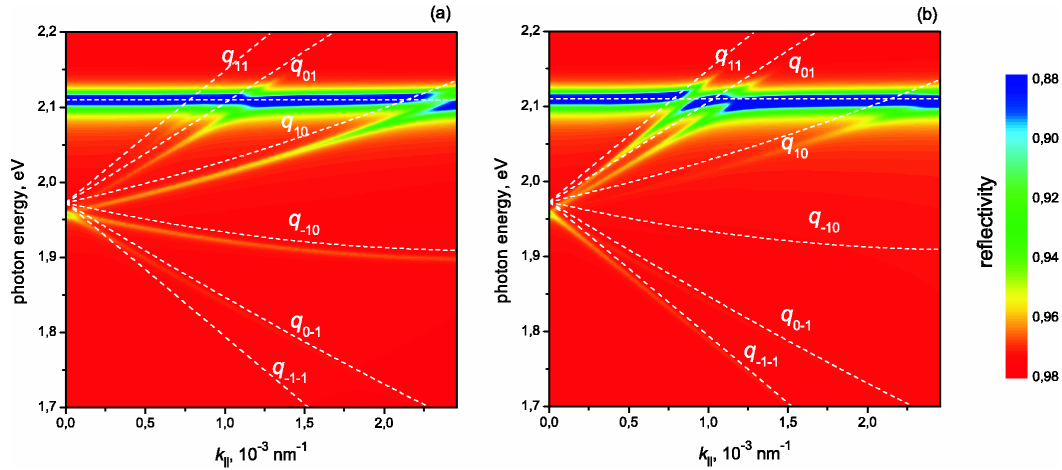 (a)
2,2
2,1
2,0
1,9
1,8
1,7
photon energy, eV
q11
q01
q10
q-10
q0-1
q-1-1
0,0 0,5 1,0 1,5 2,0
k||, 10-3 nm-1
(b)
2,2
2,1
2,0
1,9
1,8
1,7
photon energy, eV
q11
q01
q10
q-10
q0-1
q-1-1
0,0 0,5 1,0 1,5 2,0
k||, 10-3 nm-1
0,88
0,90
0,92
0,94
0,96
0,98
reflectivity